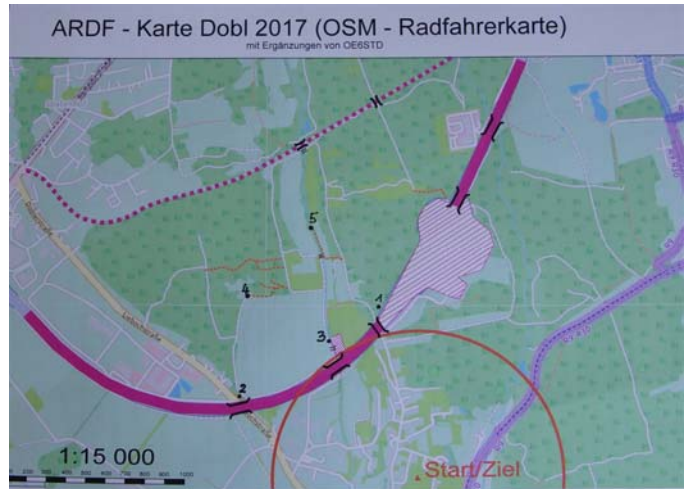 ARDF - Karte Dobl 2017 (OSM - Radfahrerkarte)
mit Ergänzungen von OE6STD
5
4
1
3
2
Liebochstraße
1:15 000
Start/Ziel